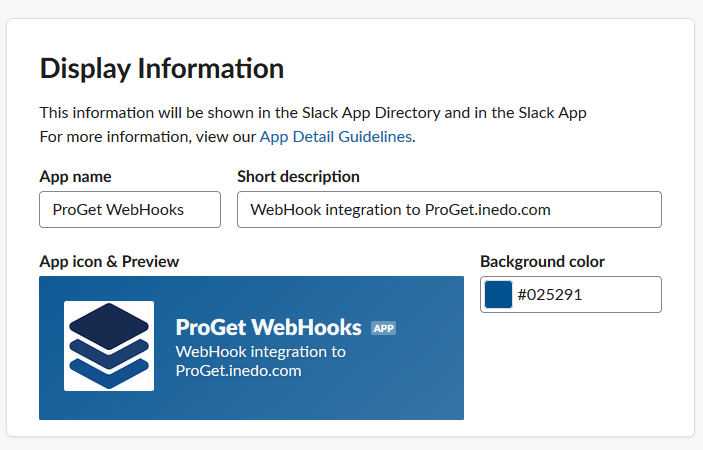 Display Information
This information will be shown in the Slack App Directory and in the Slack App
For more information, view our App Detail Guidelines.
App name
Short description
ProGet WebHooks
WebHook integration to ProGet.inedo.com
App icon & Preview
Background color
ProGet WebHooks APP
WebHook integration to
ProGet.inedo.com
#025291